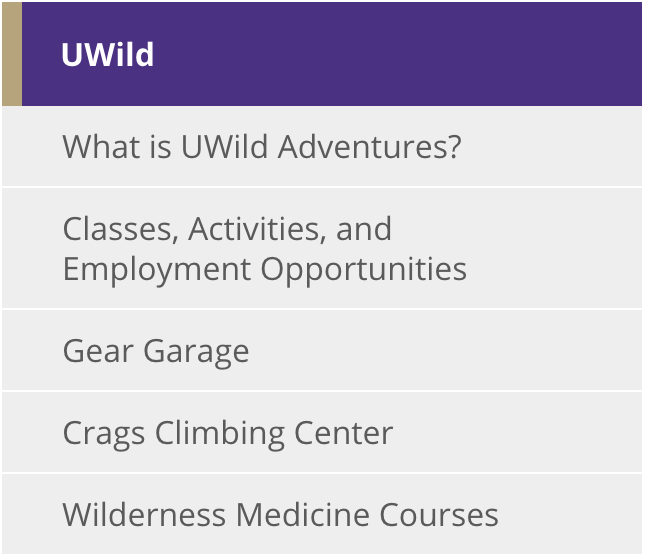 UWild
What is UWild Adventures?
Classes, Activities, and
Employment Opportunities
Gear Garage
Crags Climbing Center
Wilderness Medicine Courses